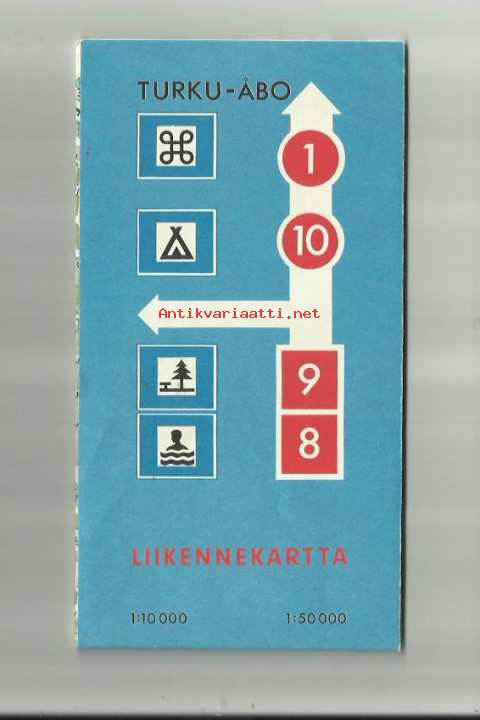 TURKU-ÅBO
1
10
Antikvariaatti.net
9
8
LIIKENNEKARTTA
1:10 000 1:50 000